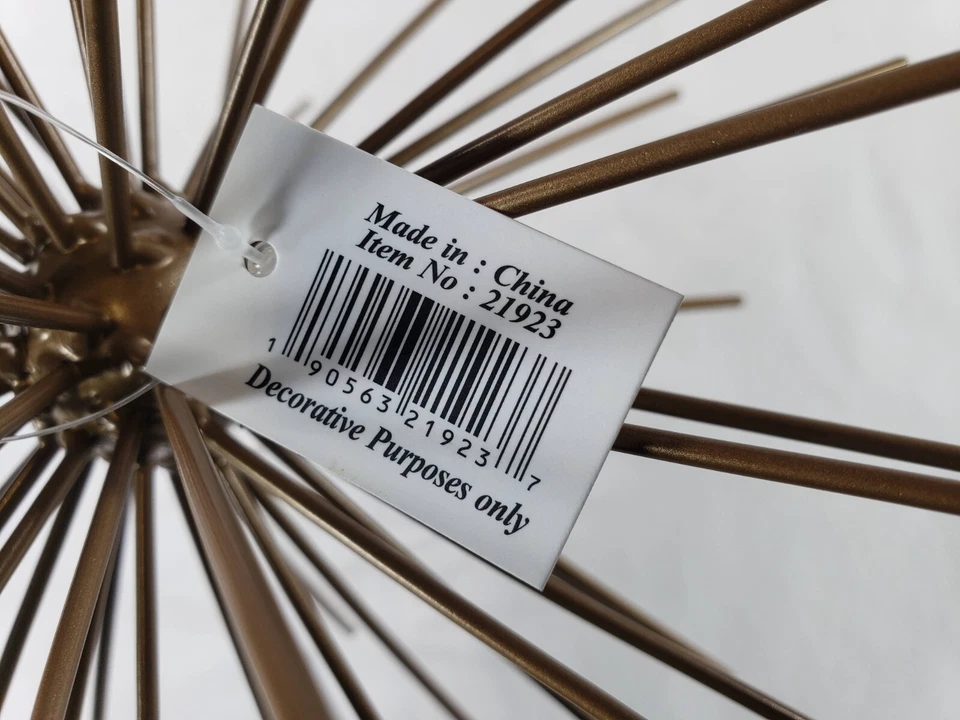 Made in : China
Item No : 21923
1 90563 21923 7
Decorative Purposes only